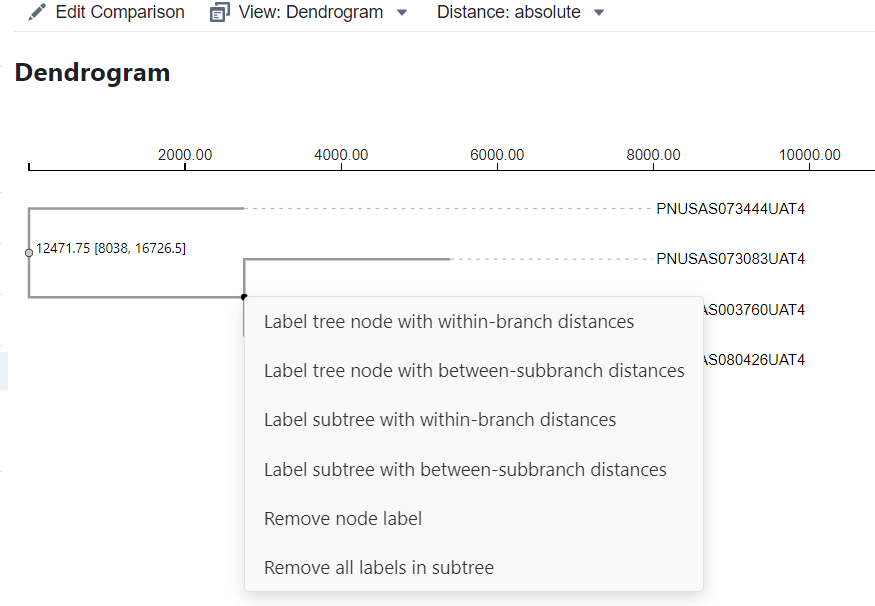 Edit Comparison View: Dendrogram Distance: absolute
Dendrogram
2000.00 4000.00 6000.00 8000.00 10000.00
PNUSAS073444UAT4
12471.75 [8038, 16726.5]
PNUSAS073083UAT4
AS003760UAT4
Label tree node with within-branch distances
AS080426UAT4
Label tree node with between-subbranch distances
Label subtree with within-branch distances
Label subtree with between-subbranch distances
Remove node label
Remove all labels in subtree